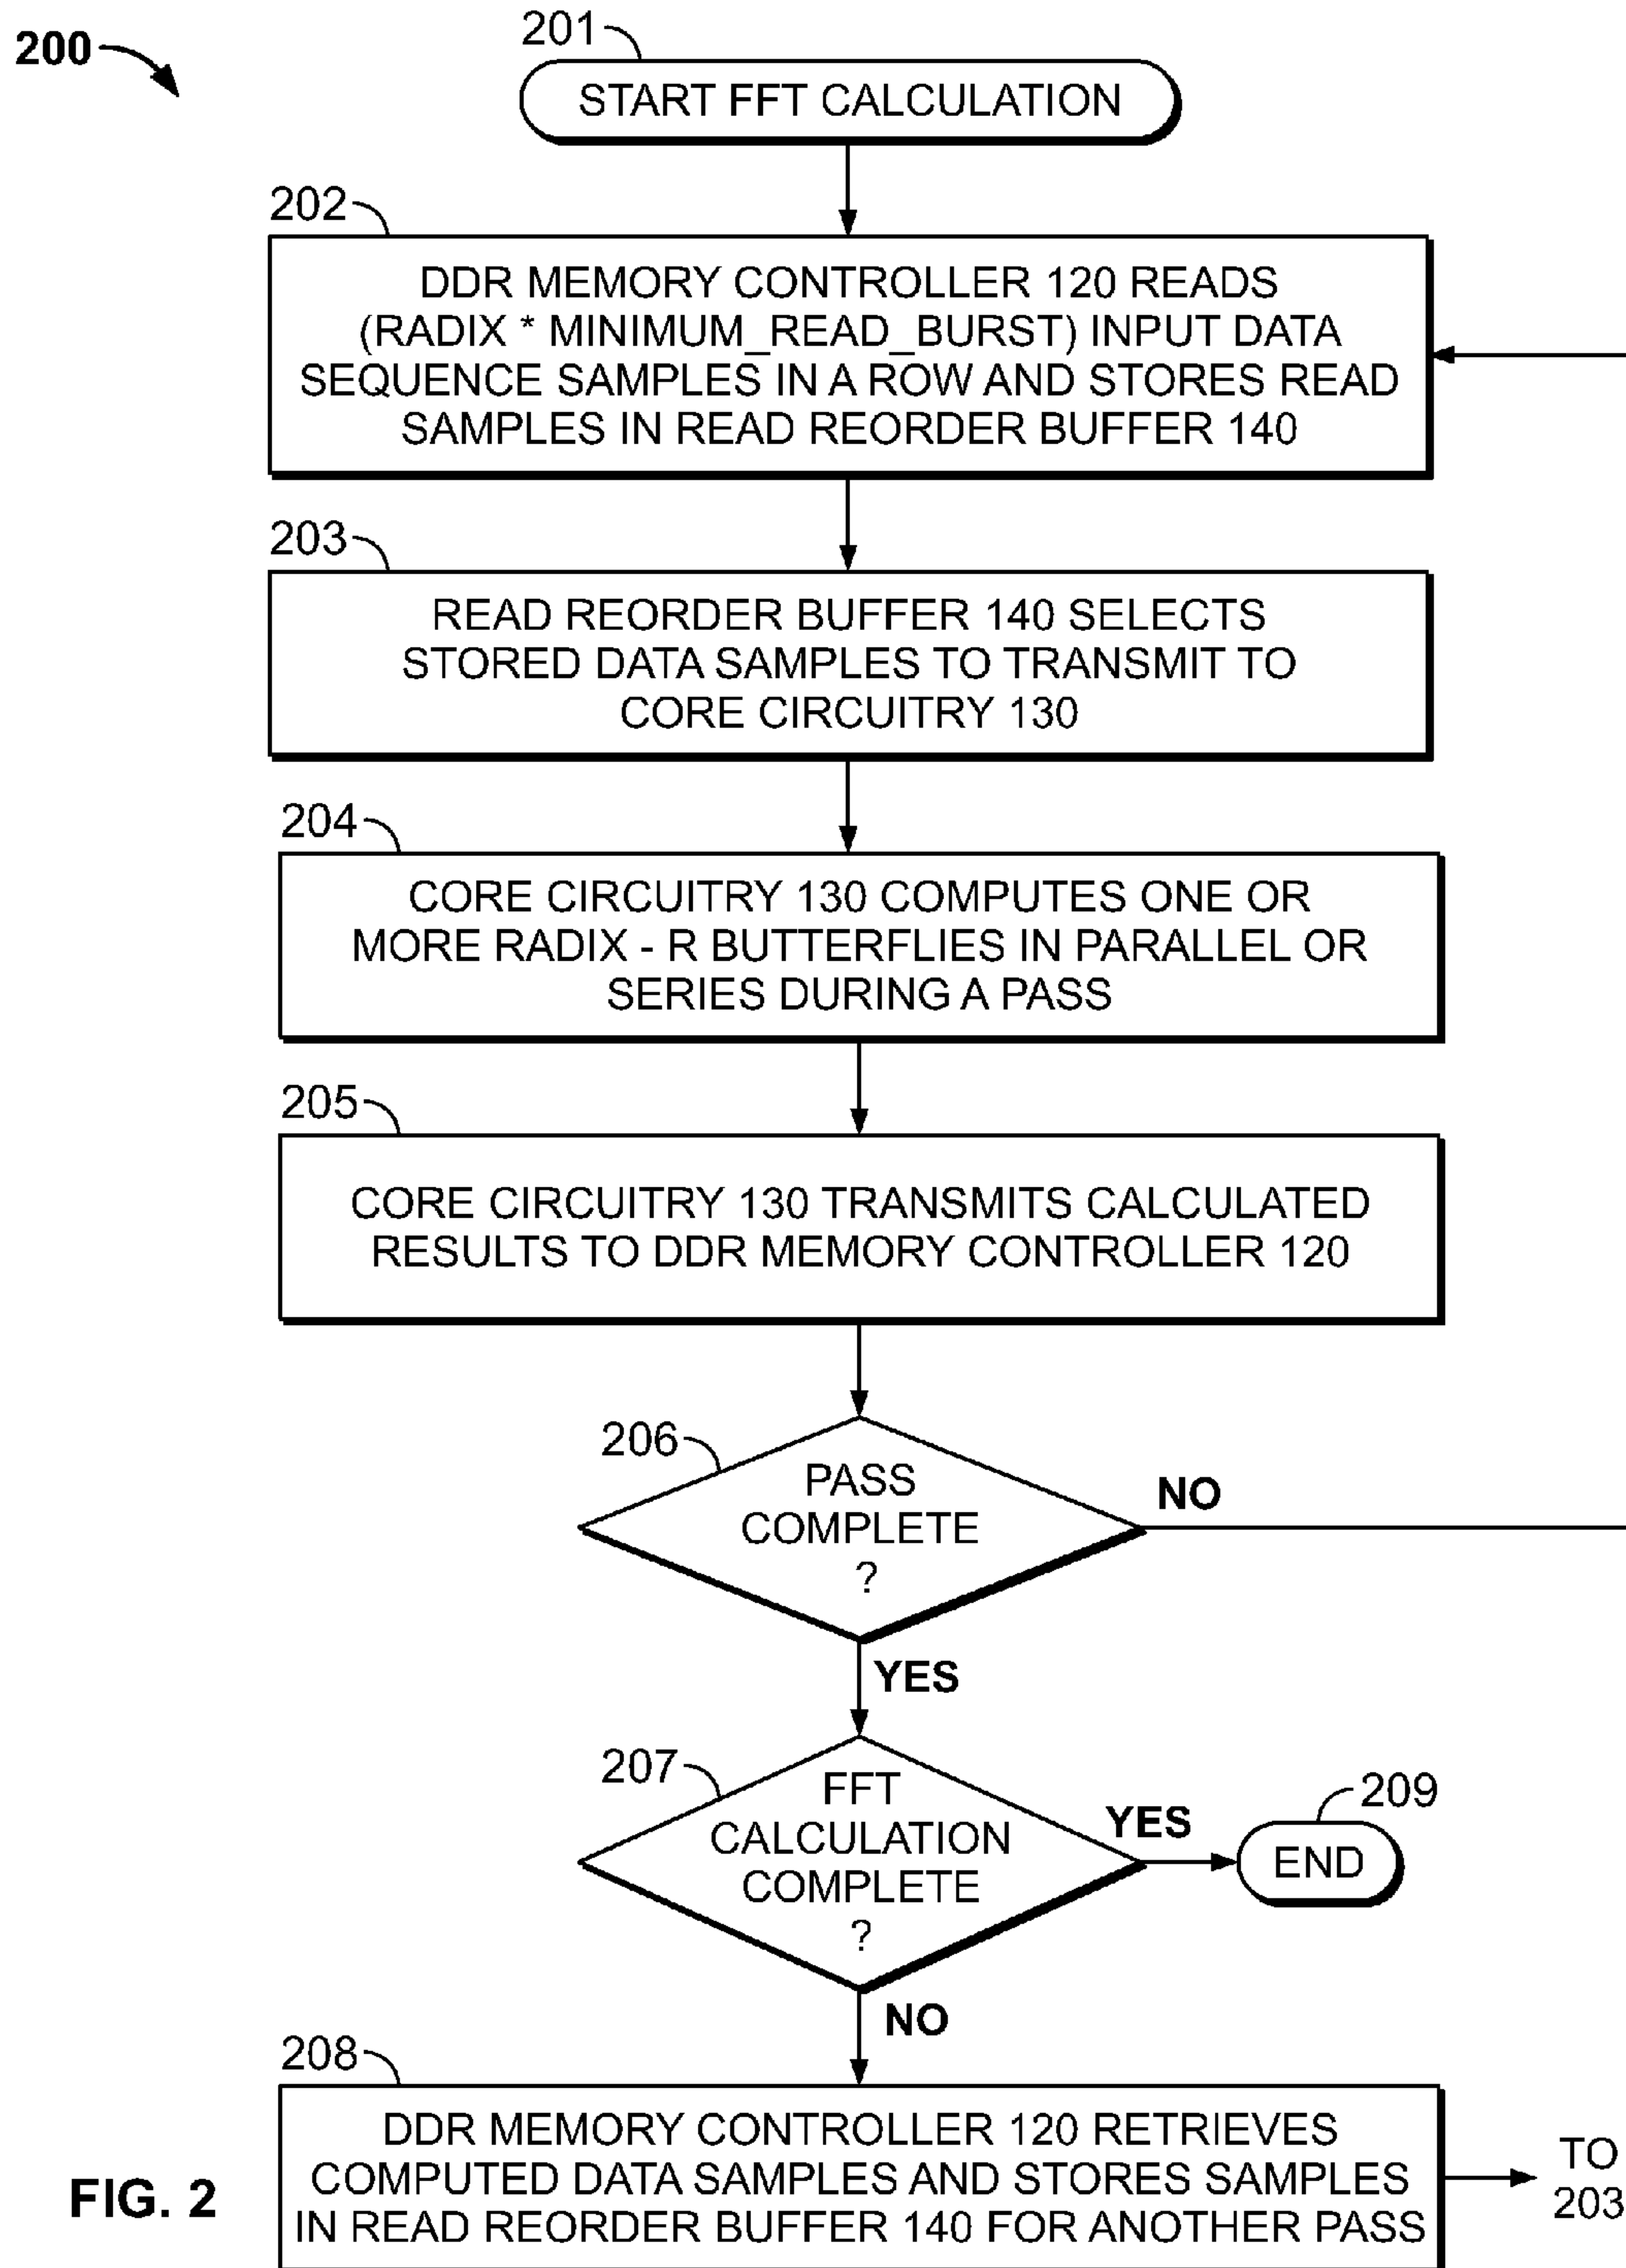 200
201
START FFT CALCULATION
202
DDR MEMORY CONTROLLER 120 READS
(RADIX * MINIMUM_READ_BURST) INPUT DATA
SEQUENCE SAMPLES IN A ROW AND STORES READ
SAMPLES IN READ REORDER BUFFER 140
203
READ REORDER BUFFER 140 SELECTS
STORED DATA SAMPLES TO TRANSMIT TO
CORE CIRCUITRY 130
204
CORE CIRCUITRY 130 COMPUTES ONE OR
MORE RADIX - R BUTTERFLIES IN PARALLEL OR
SERIES DURING A PASS
205
CORE CIRCUITRY 130 TRANSMITS CALCULATED
RESULTS TO DDR MEMORY CONTROLLER 120
206
PASS
COMPLETE
?
NO
YES
207
FFT
CALCULATION
COMPLETE
?
YES
209
END
NO
208
DDR MEMORY CONTROLLER 120 RETRIEVES
COMPUTED DATA SAMPLES AND STORES SAMPLES
IN READ REORDER BUFFER 140 FOR ANOTHER PASS
TO
203
FIG. 2